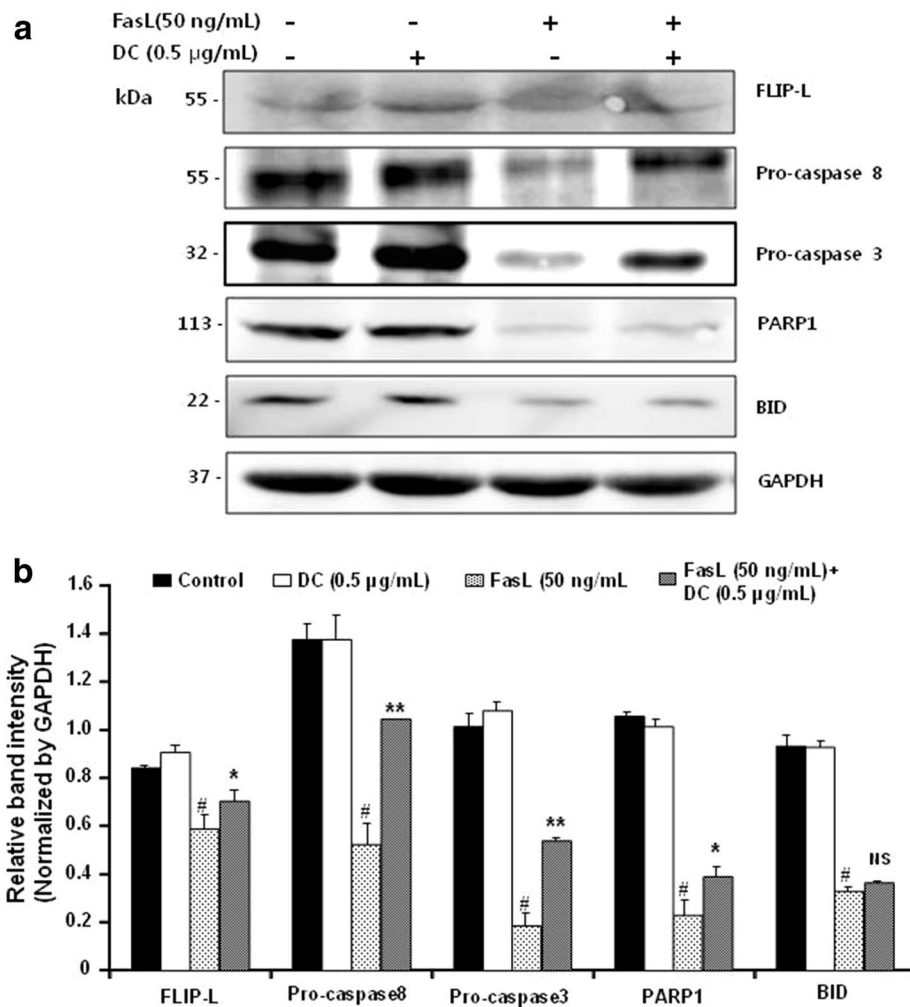 a
FasL(50 ng/mL) - - + +
DC (0.5 µg/mL) - + - +
kDa 55 - FLIP-L
55 - Pro-caspase 8
32 - Pro-caspase 3
113 - PARP1
22 - BID
37 - GAPDH
b
Control DC (0.5 µg/mL) FasL (50 ng/mL FasL (50 ng/mL)+
DC (0.5 µg/mL)
Relative band intensity
(Normalized by GAPDH)
1.6
1.4
1.2
1.0
0.8
0.6
0.4
0.2
0
# *
# **
# **
# *
# NS
FLIP-L Pro-caspase8 Pro-caspase3 PARP1 BID